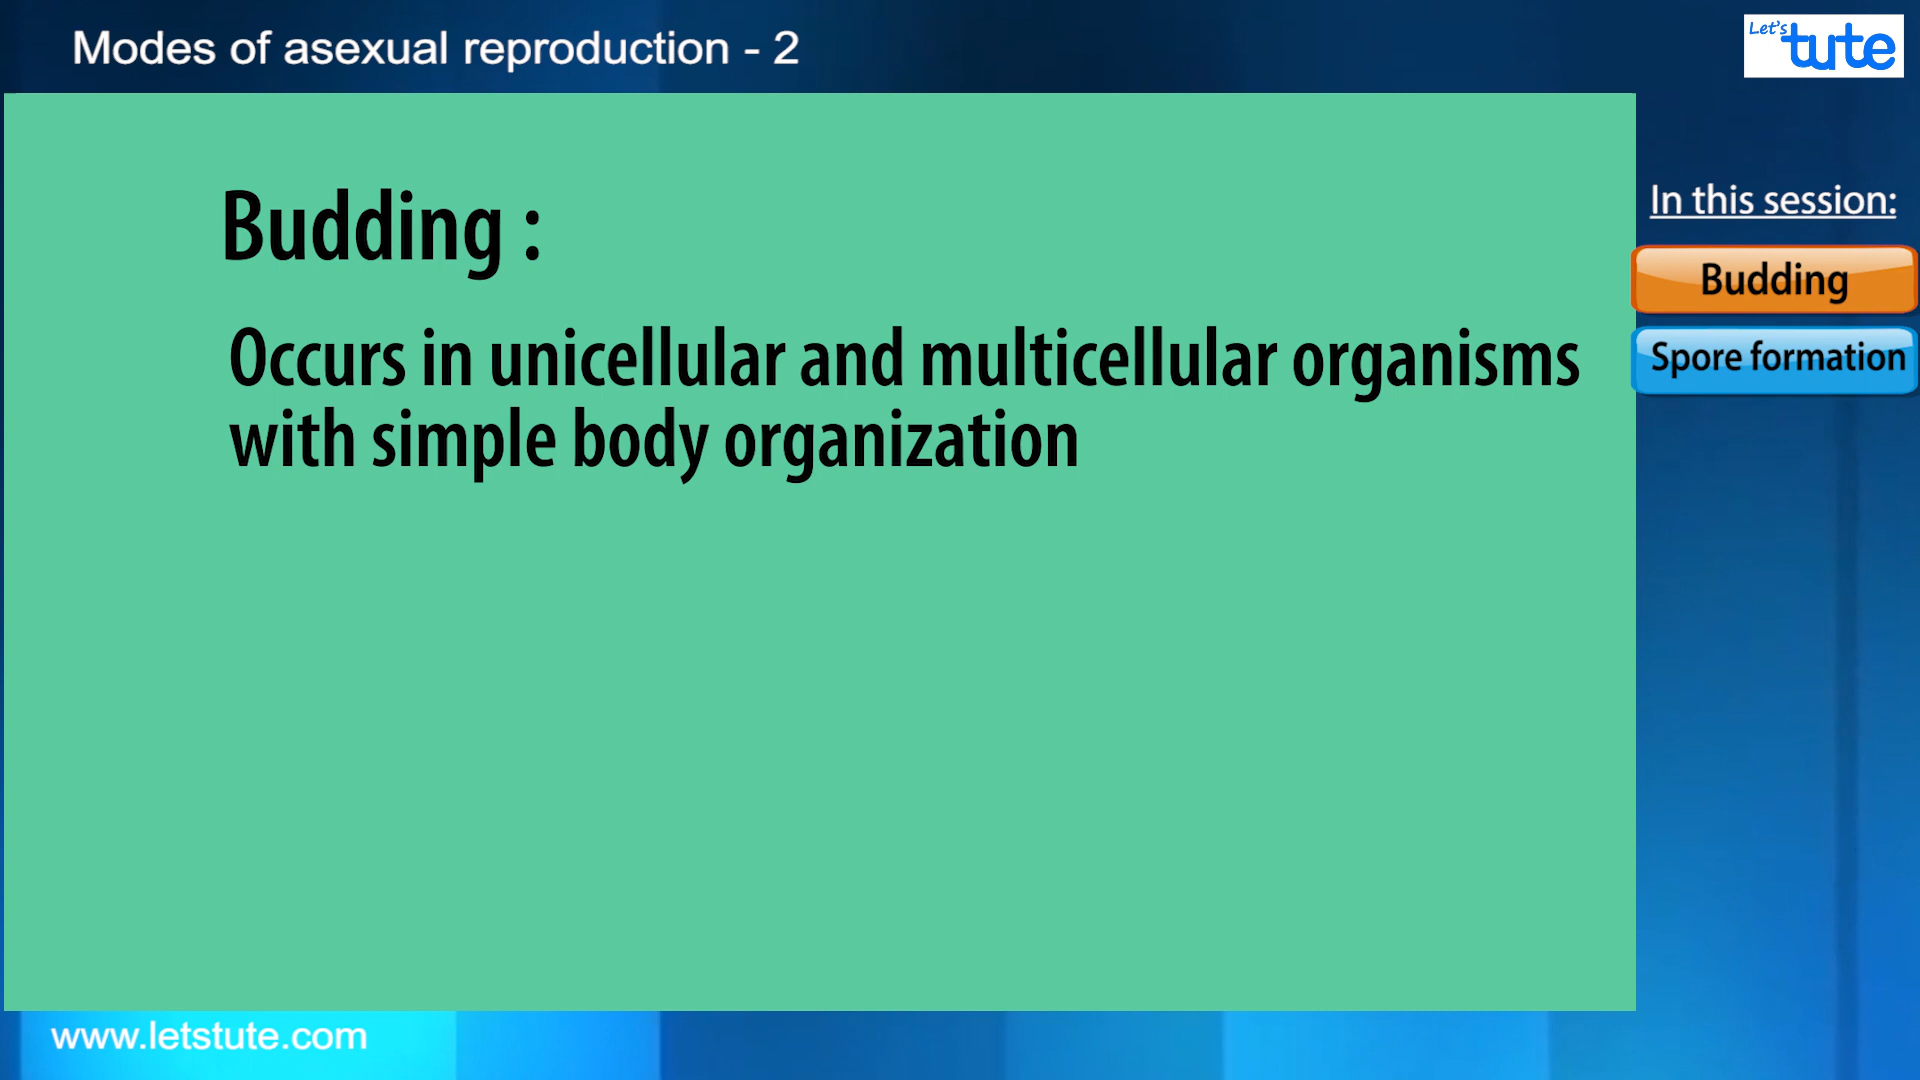 Modes of asexual reproduction - 2
Let's tute
Budding :
Occurs in unicellular and multicellular organisms
with simple body organization
In this session:
Budding
Spore formation
www.letstute.com